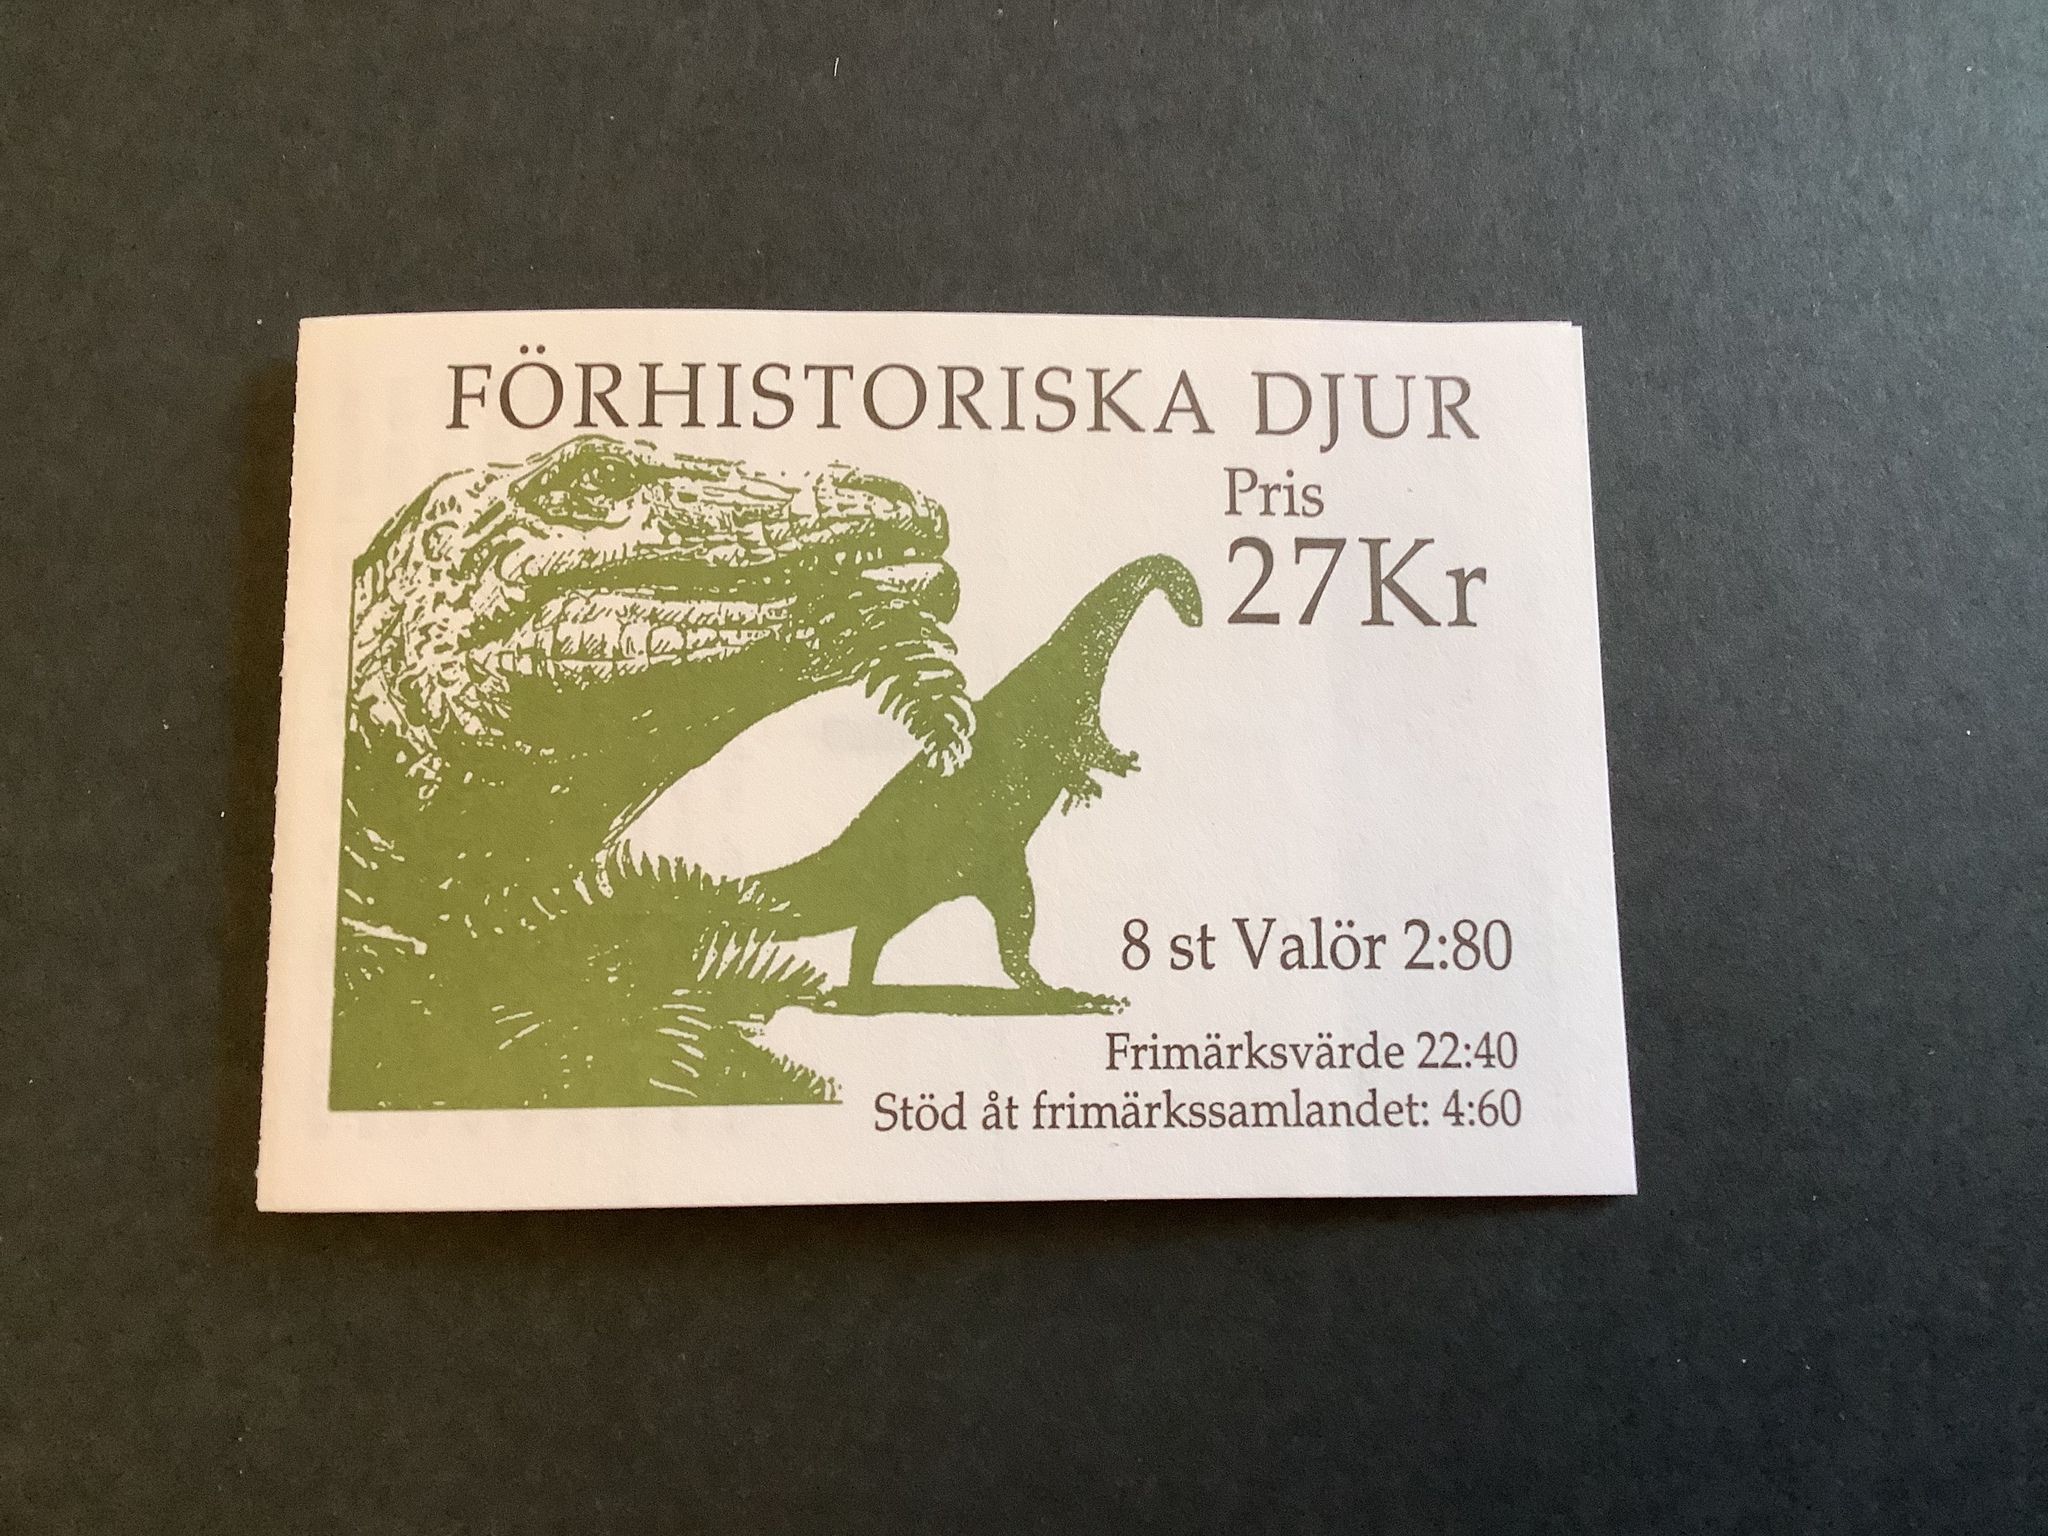 FÖRHISTORISKA DJUR
Pris
27Kr
8 st Valör 2:80
Frimärksvärde 22:40
Stöd åt frimärkssamlandet: 4:60